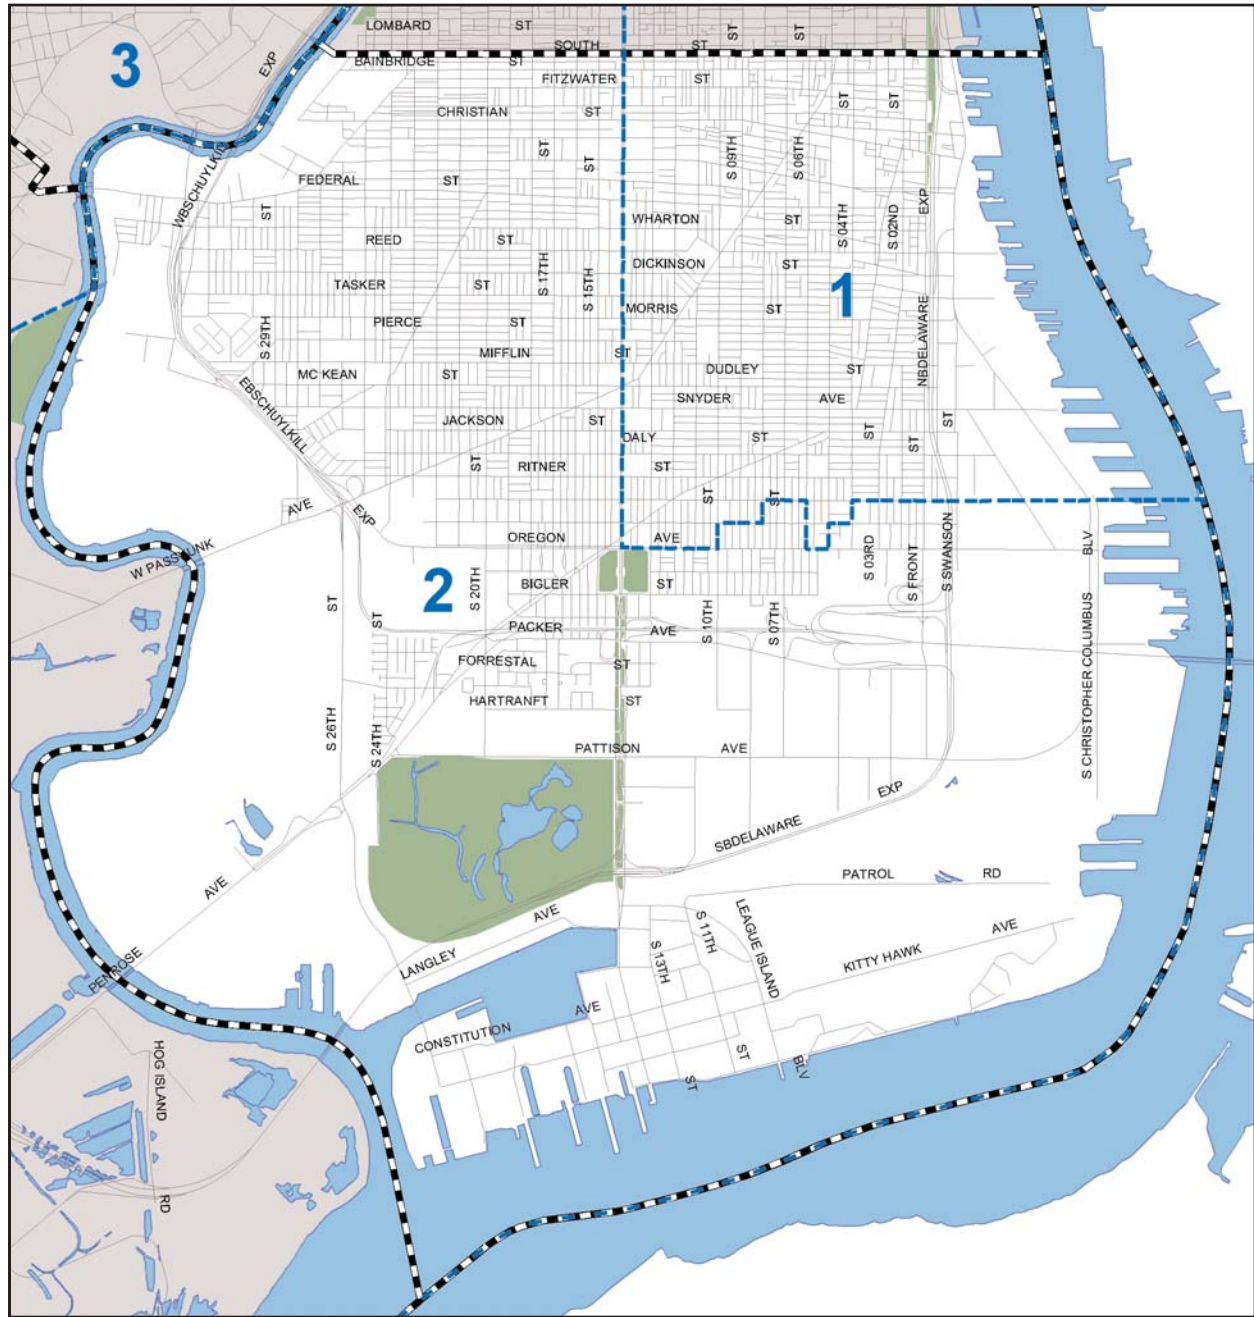 LOMBARD ST
SOUTH ST
ST ST
BAINBRIDGE ST
3
EXP
FITZWATER ST
CHRISTIAN ST
ST ST
ST ST
S 09TH S 06TH
WBSCHUYLKILL
FEDERAL ST
ST
WHARTON ST
S 04TH S 02ND EXP
REED ST
DICKINSON ST
S 17TH S 15TH
TASKER ST
1
MORRIS ST
PIERCE ST
S 29TH
NBDELAWARE
MIFFLIN ST
MC KEAN ST
DUDLEY ST
EBSCHUYLKILL
SNYDER AVE
JACKSON ST
ST ST ST
DALY ST
ST
RITNER ST
ST ST
AVE
EXP
W PASSYUNK
OREGON AVE
S 03RD S FRONT S SWANSON
BLV
2
BIGLER ST
S 20TH
ST ST
PACKER AVE
S 10TH S 07TH
FORRESTAL ST
HARTRANFT ST
S 26TH S 24TH
S CHRISTOPHER COLUMBUS
PATTISON AVE
SBDELAWARE EXP
AVE
PENROSE
PATROL RD
LANGLEY AVE
S 13TH S 11TH LEAGUE ISLAND
KITTY HAWK AVE
CONSTITUTION AVE
ST ST BLV
HOG ISLAND
RD